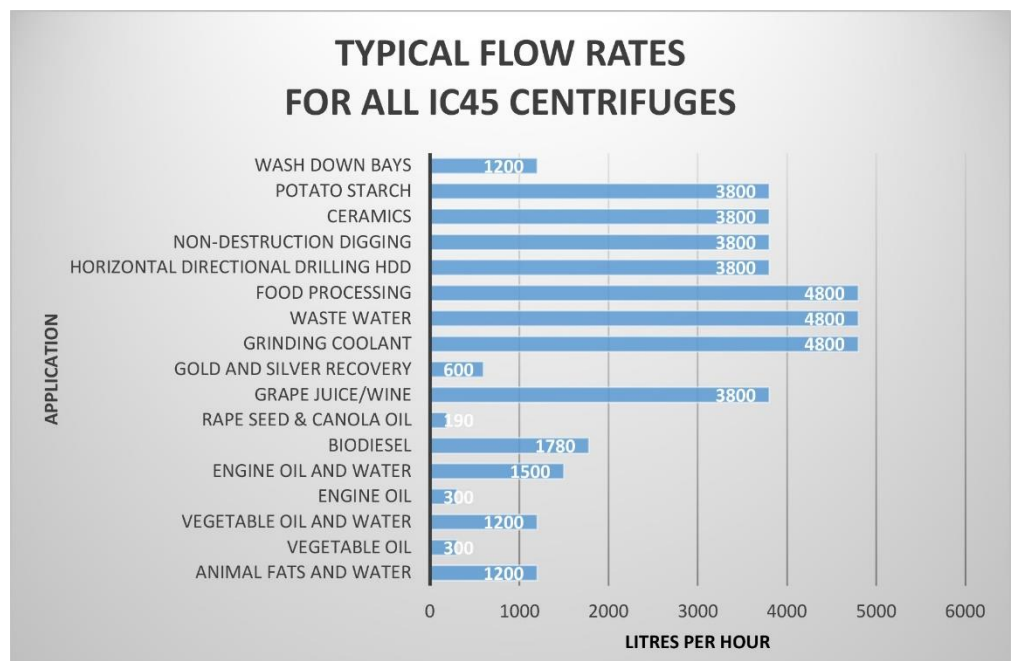 TYPICAL FLOW RATES
FOR ALL IC45 CENTRIFUGES
APPLICATION
WASH DOWN BAYS 1200
POTATO STARCH 3800
CERAMICS 3800
NON-DESTRUCTION DIGGING 3800
HORIZONTAL DIRECTIONAL DRILLING HDD 3800
FOOD PROCESSING 4800
WASTE WATER 4800
GRINDING COOLANT 4800
GOLD AND SILVER RECOVERY 600
GRAPE JUICE/WINE 3800
RAPE SEED & CANOLA OIL 190
BIODIESEL 1780
ENGINE OIL AND WATER 1500
ENGINE OIL 300
VEGETABLE OIL AND WATER 1200
VEGETABLE OIL 300
ANIMAL FATS AND WATER 1200
0 1000 2000 3000 4000 5000 6000
LITRES PER HOUR